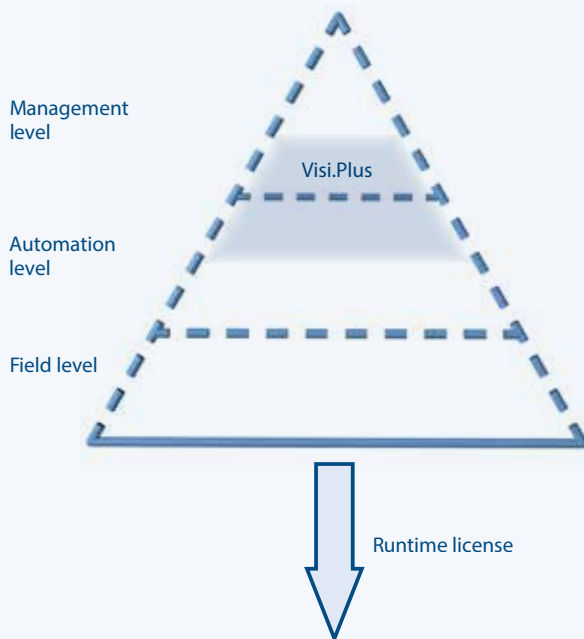 Management
level
Visi.Plus
Automation
level
Field level
Runtime license